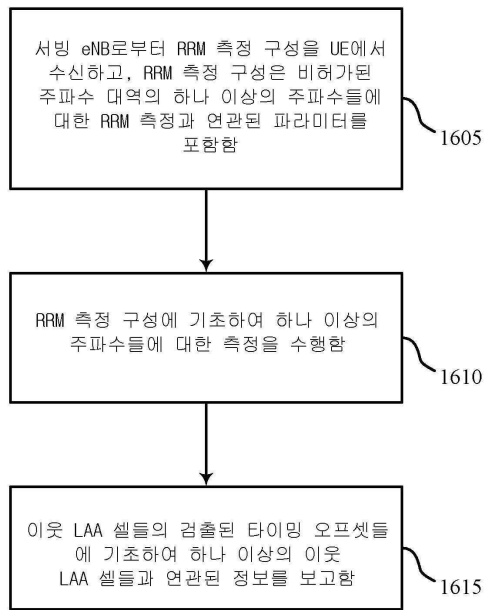 서빙 eNB로부터 RRM 측정 구성을 UE에서
수신하고, RRM 측정 구성은 비허가된
주파수 대역의 하나 이상의 주파수들에
대한 RRM 측정과 연관된 파라미터를
포함함
1605
RRM 측정 구성에 기초하여 하나 이상의
주파수들에 대한 측정을 수행함
1610
이웃 LAA 셀들의 검출된 타이밍 오프셋들
에 기초하여 하나 이상의 이웃
LAA 셀들과 연관된 정보를 보고함
1615